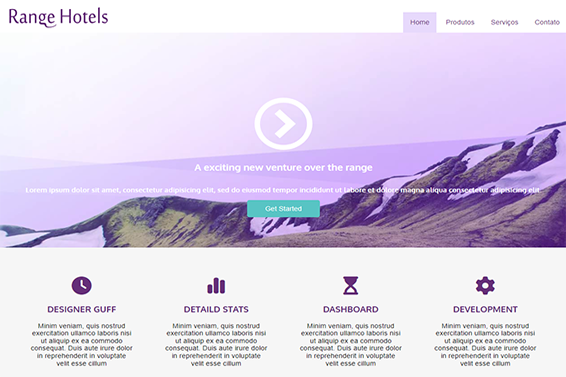 Range Hotels
Home Produtos Serviços Contato
A exciting new venture over the range
Lorem ipsum dolor sit amet, consectetur adipisicing elit, sed do eiusmod tempor incididunt ut labore et dolore magna aliqua consectetur adipisicing elit
Get Started
DESIGNER GUFF
Minim veniam, quis nostrud
exercitation ullamco laboris nisi
ut aliquip ex ea commodo
consequat. Duis aute irure dolor
in reprehenderit in voluptate
velit esse cillum
DETAILD STATS
Minim veniam, quis nostrud
exercitation ullamco laboris nisi
ut aliquip ex ea commodo
consequat. Duis aute irure dolor
in reprehenderit in voluptate
velit esse cillum
DASHBOARD
Minim veniam, quis nostrud
exercitation ullamco laboris nisi
ut aliquip ex ea commodo
consequat. Duis aute irure dolor
in reprehenderit in voluptate
velit esse cillum
DEVELOPMENT
Minim veniam, quis nostrud
exercitation ullamco laboris nisi
ut aliquip ex ea commodo
consequat. Duis aute irure dolor
in reprehenderit in voluptate
velit esse cillum